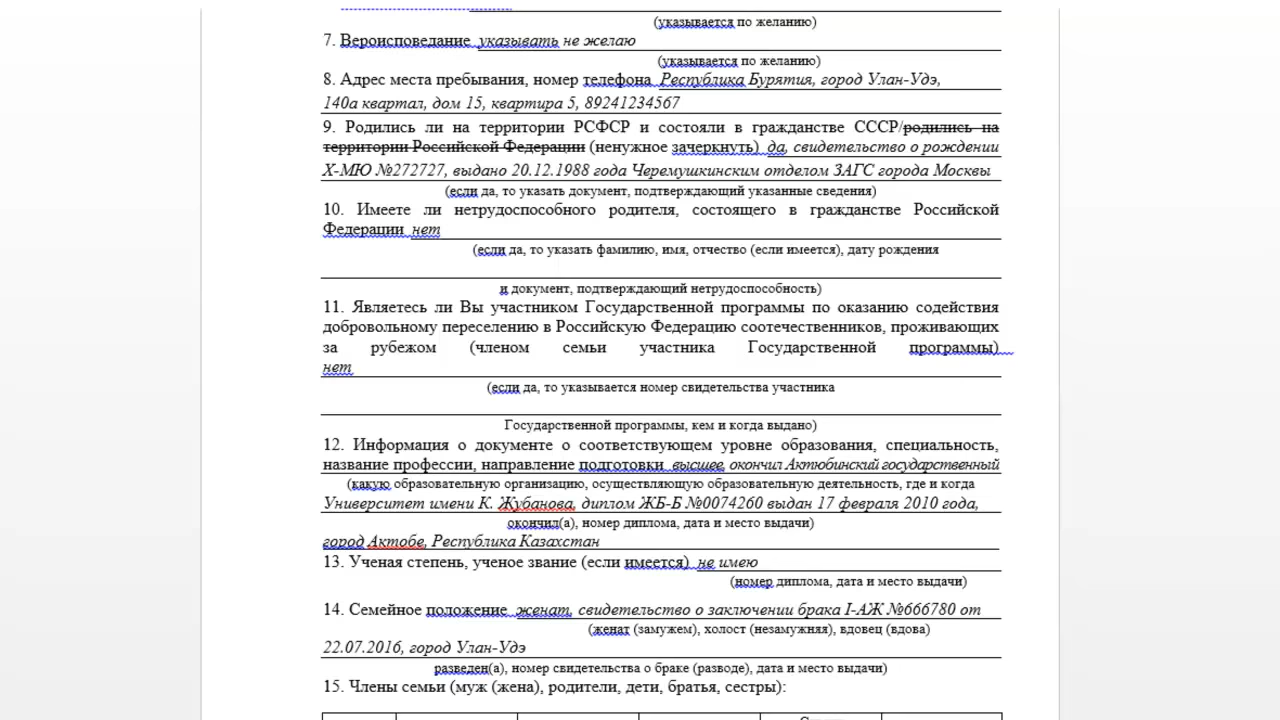 (указывается по желанию)
7. Вероисповедание указывать не желаю
(указывается по желанию)
8. Адрес места пребывания, номер телефона Республика Бурятия, город Улан-Удэ,
140а квартал, дом 15, квартира 5, 89241234567
9. Родились ли на территории РСФСР и состояли в гражданстве СССР/родились на
территории Российской Федерации (ненужное зачеркнуть) да, свидетельство о рождении
X-МЮ №272727, выдано 20.12.1988 года Черемушкинским отделом ЗАГС города Москвы
(если да, то указать документ, подтверждающий указанные сведения)
10. Имеете ли нетрудоспособного родителя, состоящего в гражданстве Российской
Федерации нет
(если да, то указать фамилию, имя, отчество (если имеется), дату рождения
и документ, подтверждающий нетрудоспособность)
11. Являетесь ли Вы участником Государственной программы по оказанию содействия
добровольному переселению в Российскую Федерацию соотечественников, проживающих
за рубежом (членом семьи участника Государственной программы)
нет
(если да, то указывается номер свидетельства участника
Государственной программы, кем и когда выдано)
12. Информация о документе о соответствующем уровне образования, специальность,
название профессии, направление подготовки высшее, окончил Актюбинский государственный
(какую образовательную организацию, осуществляющую образовательную деятельность, где и когда
Университет имени К. Жубанова, диплом ЖБ-Б №0074260 выдан 17 февраля 2010 года,
окончил(а), номер диплома, дата и место выдачи)
город Актобе, Республика Казахстан
13. Ученая степень, ученое звание (если имеется) не имею
(номер диплома, дата и место выдачи)
14. Семейное положение женат, свидетельство о заключении брака I-АЖ №666780 от
(женат (замужем), холост (незамужняя), вдовец (вдова)
22.07.2016, город Улан-Удэ
разведен(а), номер свидетельства о браке (разводе), дата и место выдачи)
15. Члены семьи (муж (жена), родители, дети, братья, сестры):